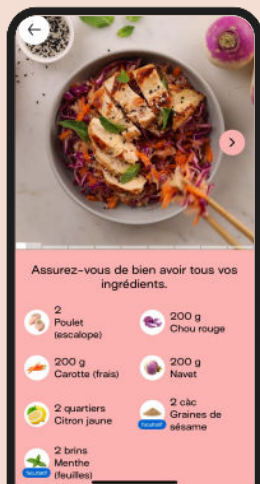 Assurez-vous de bien avoir tous vos
ingrédients.
2
Poulet
(escalope)
200 g
Chou rouge
200 g
Carotte (frais)
200 g
Navet
2 quartiers
Citron jaune
2 càc
Graines de
sésame
facultatif
2 brins
Menthe
(feuilles)
facultatif